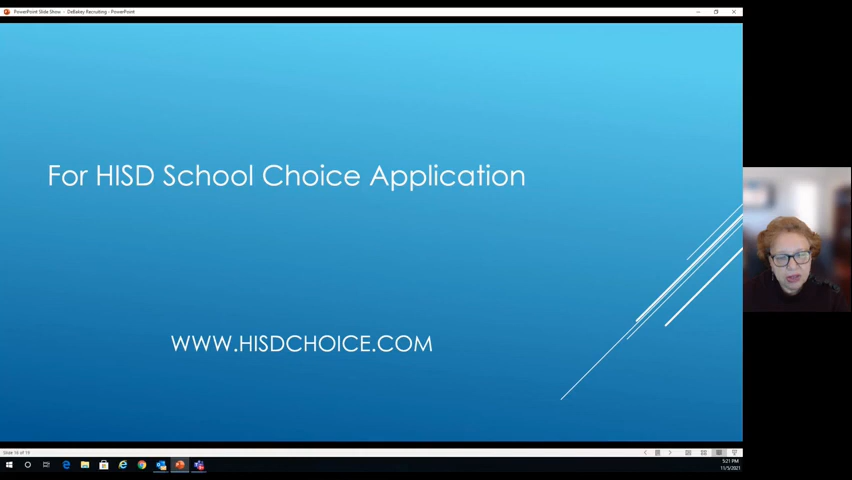 PowerPoint Slide Show - DeBakey Recruiting - PowerPoint
For HISD School Choice Application
WWW.HISDCHOICE.COM
Slide 16 of 19
5:21 PM
11/5/2021